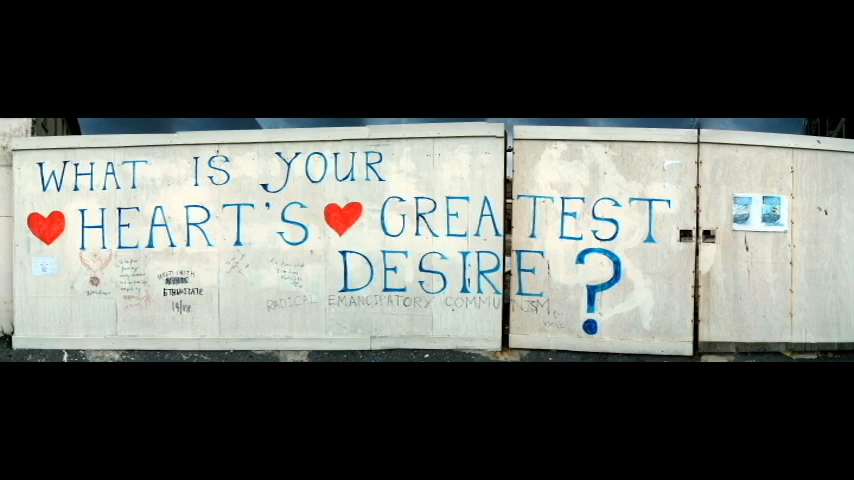 WHAT IS YOUR
HEART'S GREATEST
DESIRE?
RADICAL EMANCIPATORY COMMUNISM